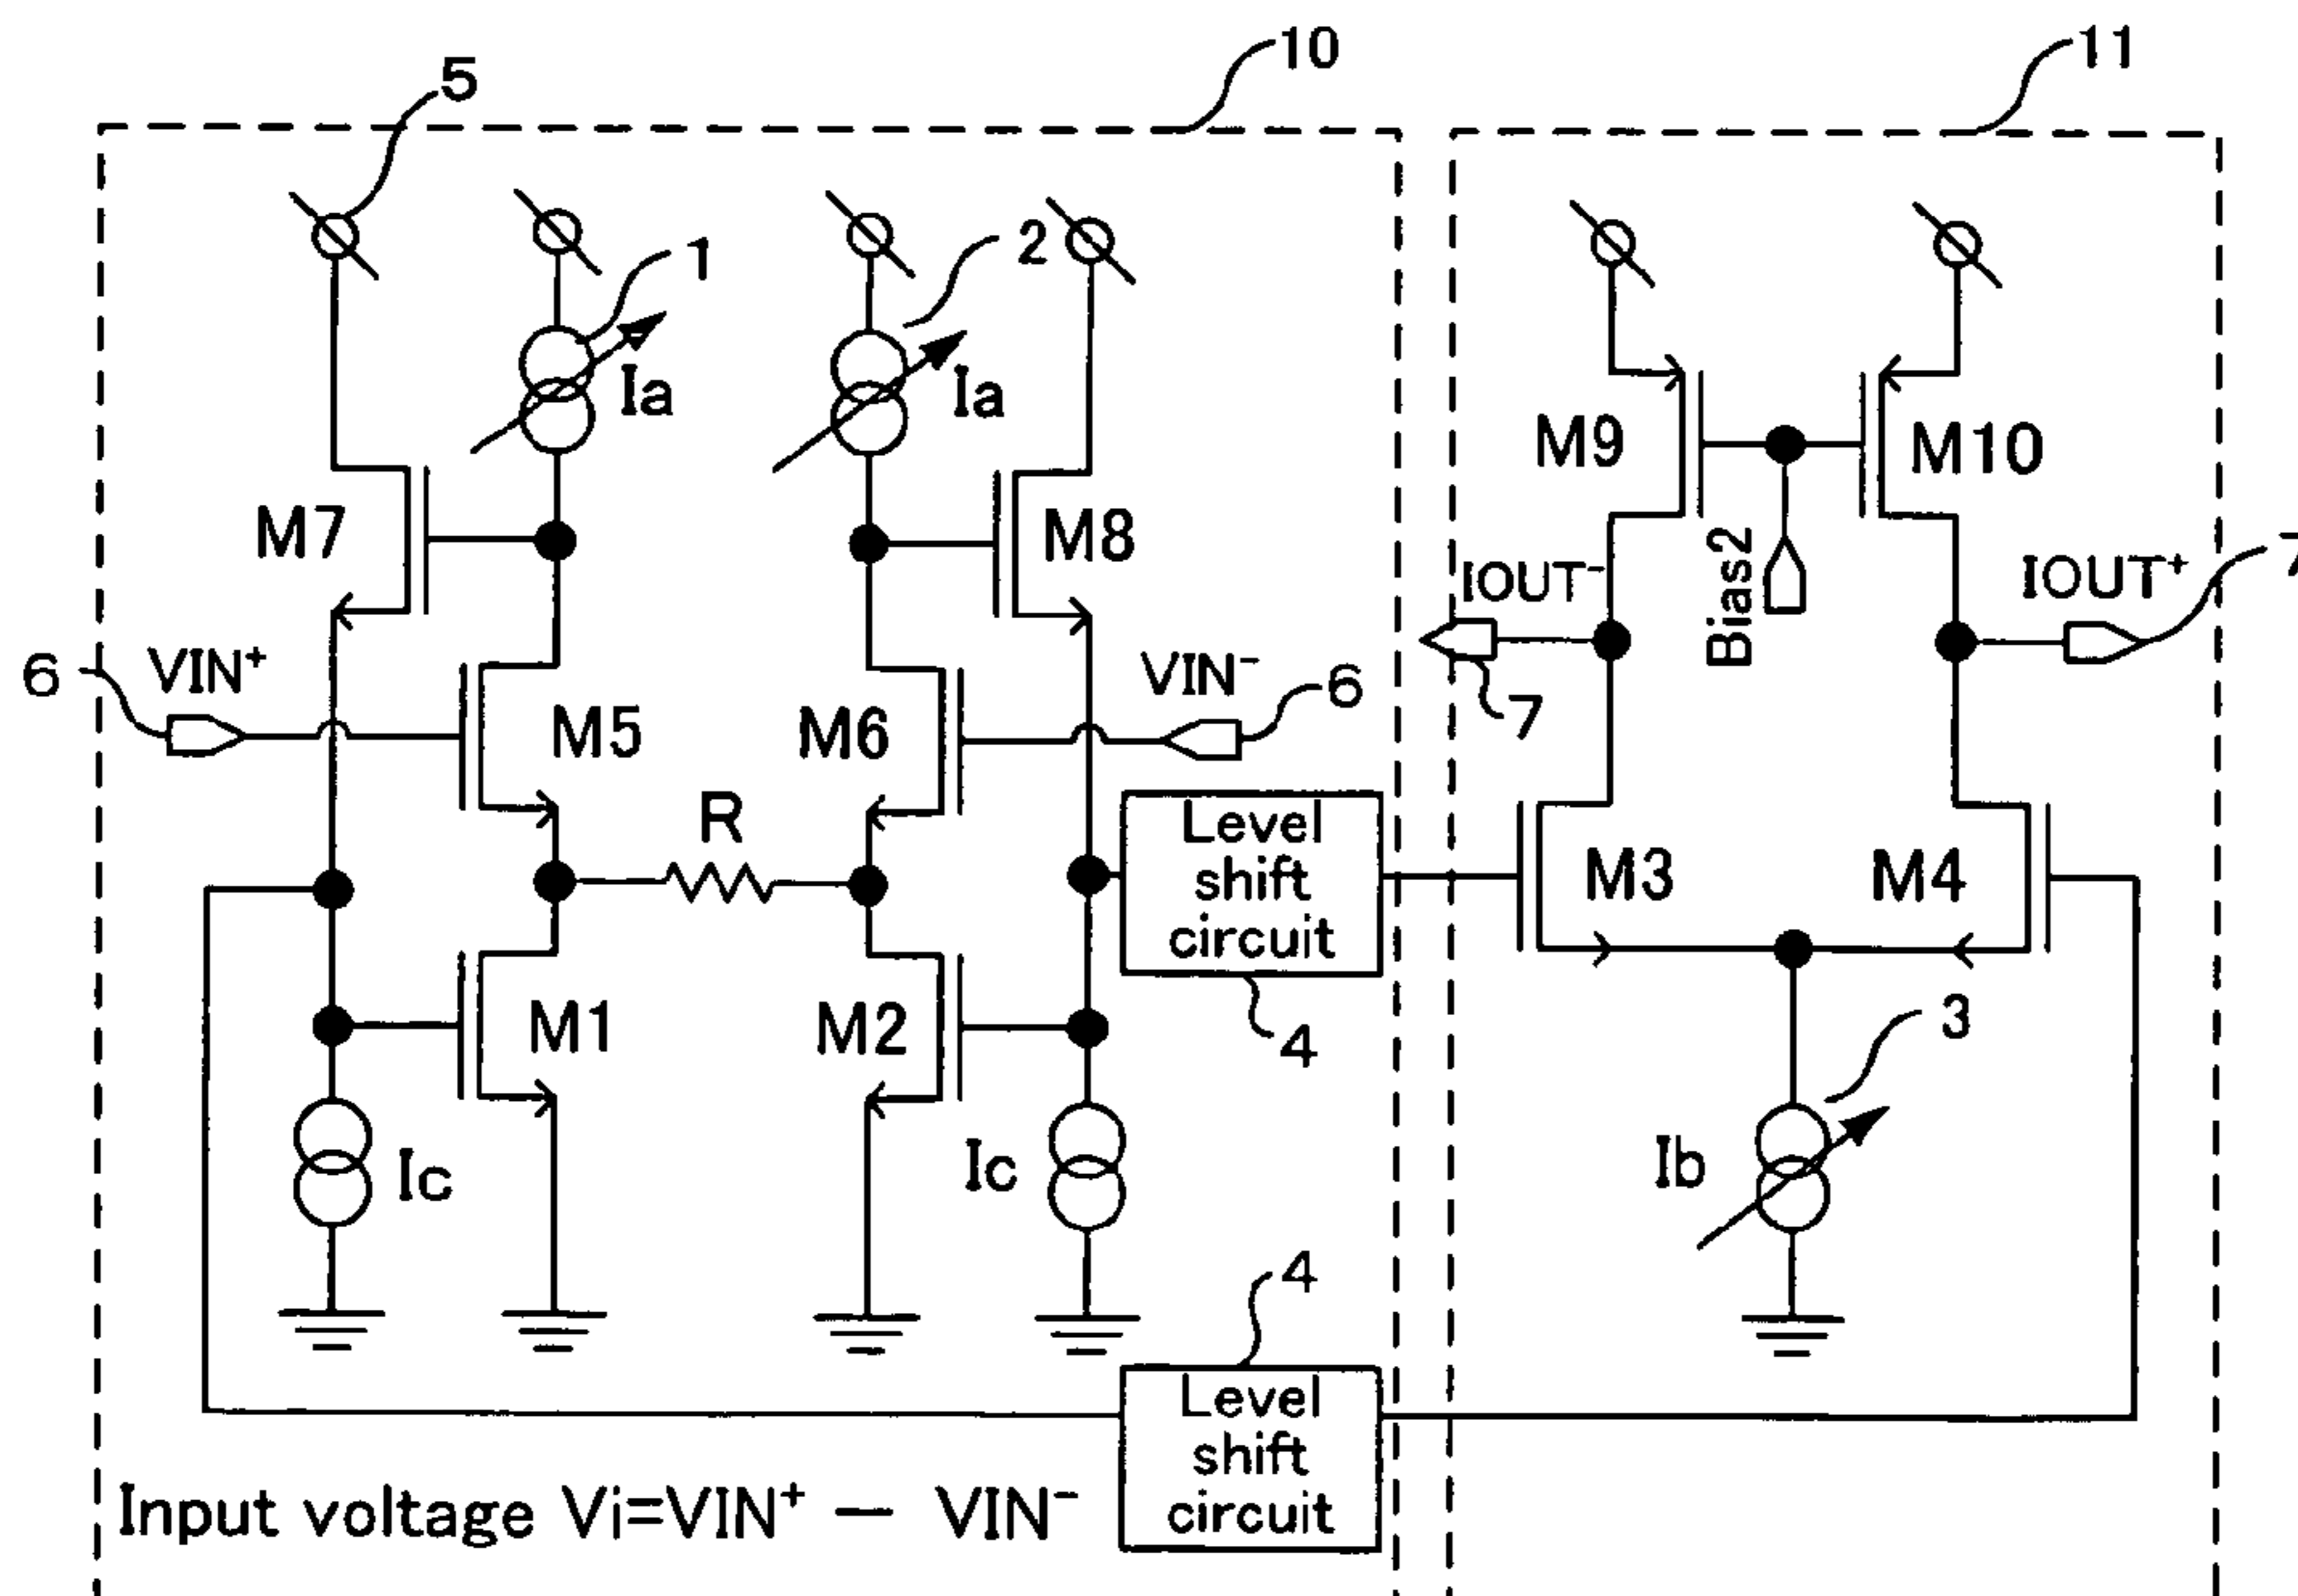 10
11
5
1
2
Ia
Ia
M9
M10
M7
M8
Bias2
IOUT⁻
IOUT⁺
7
6
VIN⁺
VIN⁻
6
7
M5
M6
R
Level
shift
circuit
M3
M4
M1
M2
4
3
Ic
Ic
Ib
4
Level
shift
circuit
Input voltage Vi=VIN⁺ － VIN⁻